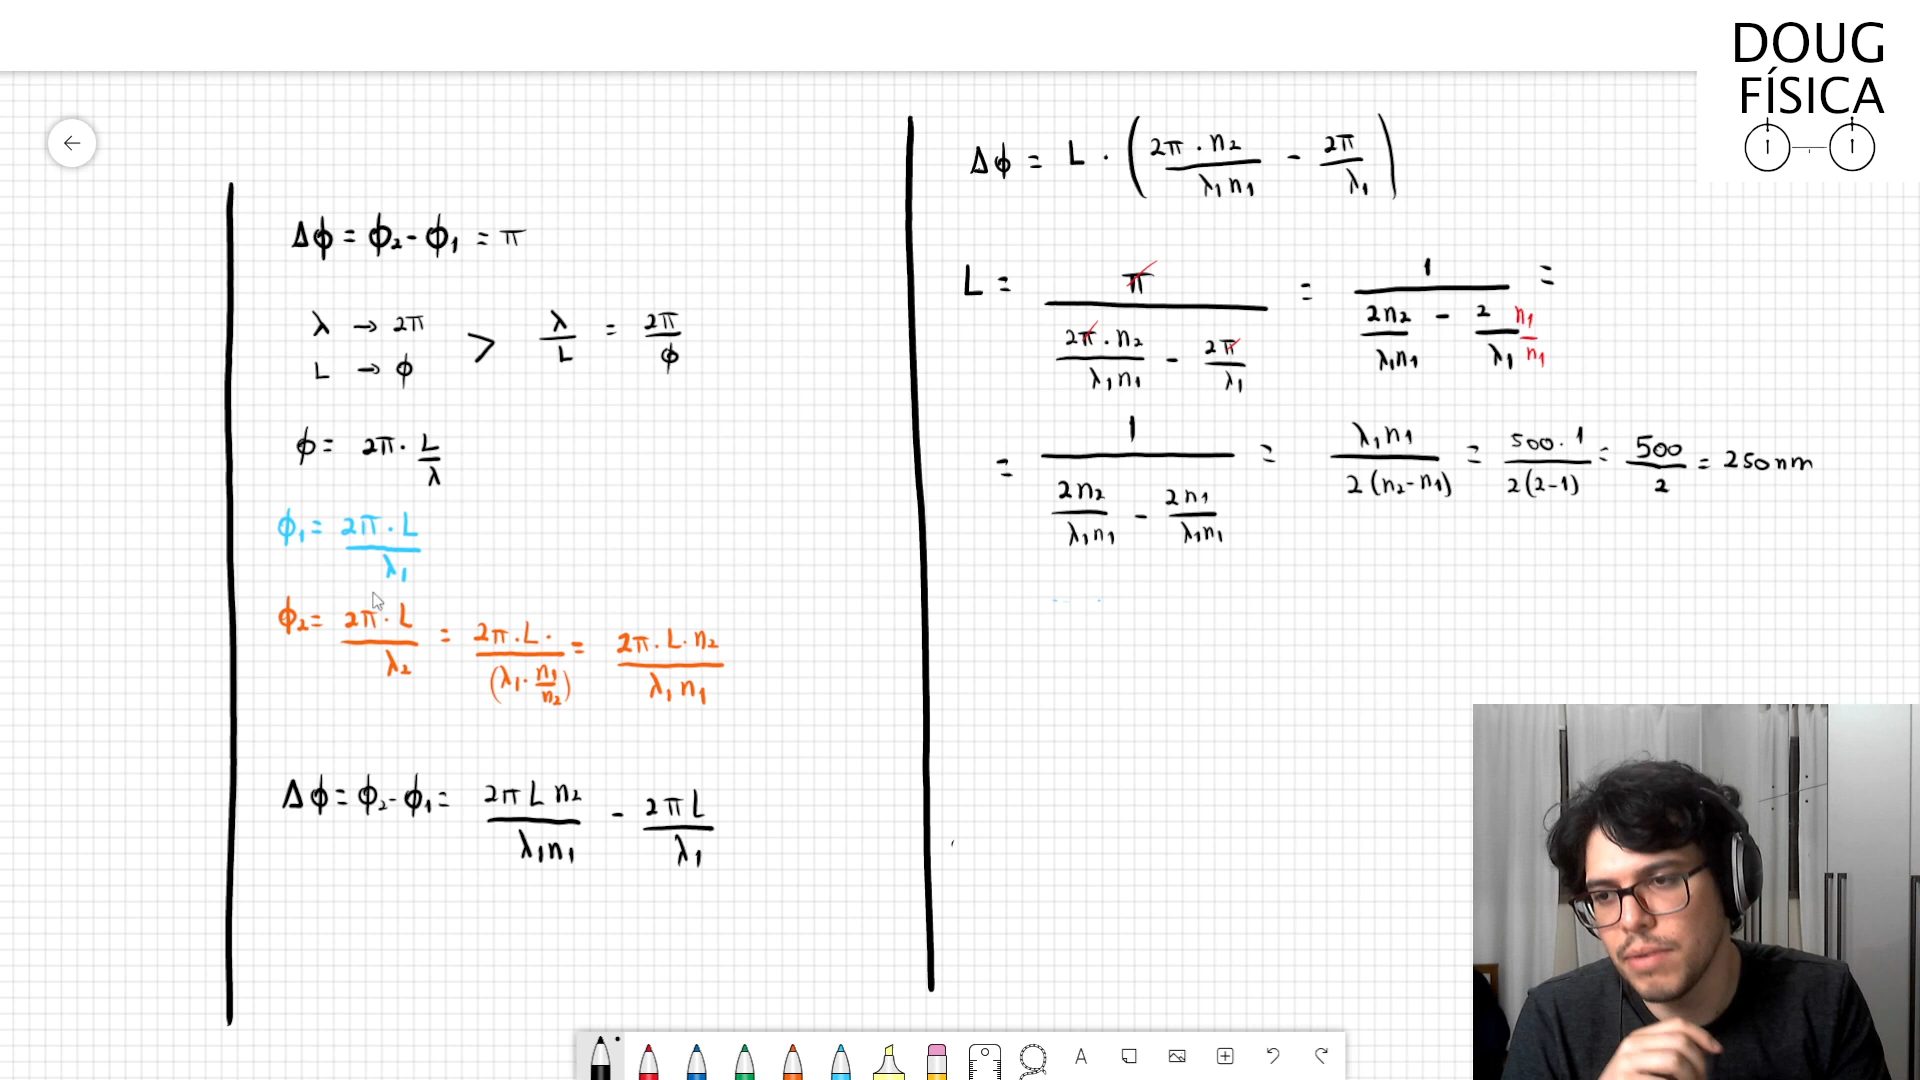 DOUG
FÍSICA
Δϕ = ϕ₂ - ϕ₁ = π
λ → 2π
L → ϕ
> λ/L = 2π/ϕ
ϕ = 2π · L/λ
ϕ₁ = 2π · L / λ₁
ϕ₂ = 2π · L / λ₂ = 2π · L · / (λ₁ · n₁/n₂) = 2π · L · n₂ / λ₁ n₁
Δϕ = ϕ₂ - ϕ₁ = 2π L n₂ / λ₁n₁ - 2π L / λ₁
Δϕ = L · (2π · n₂ / λ₁ n₁ - 2π / λ₁)
L = π / (2π · n₂ / λ₁ n₁ - 2π / λ₁) = 1 / (2n₂ / λ₁n₁ - 2 / λ₁ n₁/n₁) =
= 1 / (2n₂ / λ₁n₁ - 2n₁ / λ₁n₁) = λ₁n₁ / 2(n₂-n₁) = 500 · 1 / 2(2-1) = 500 / 2 = 250nm
A